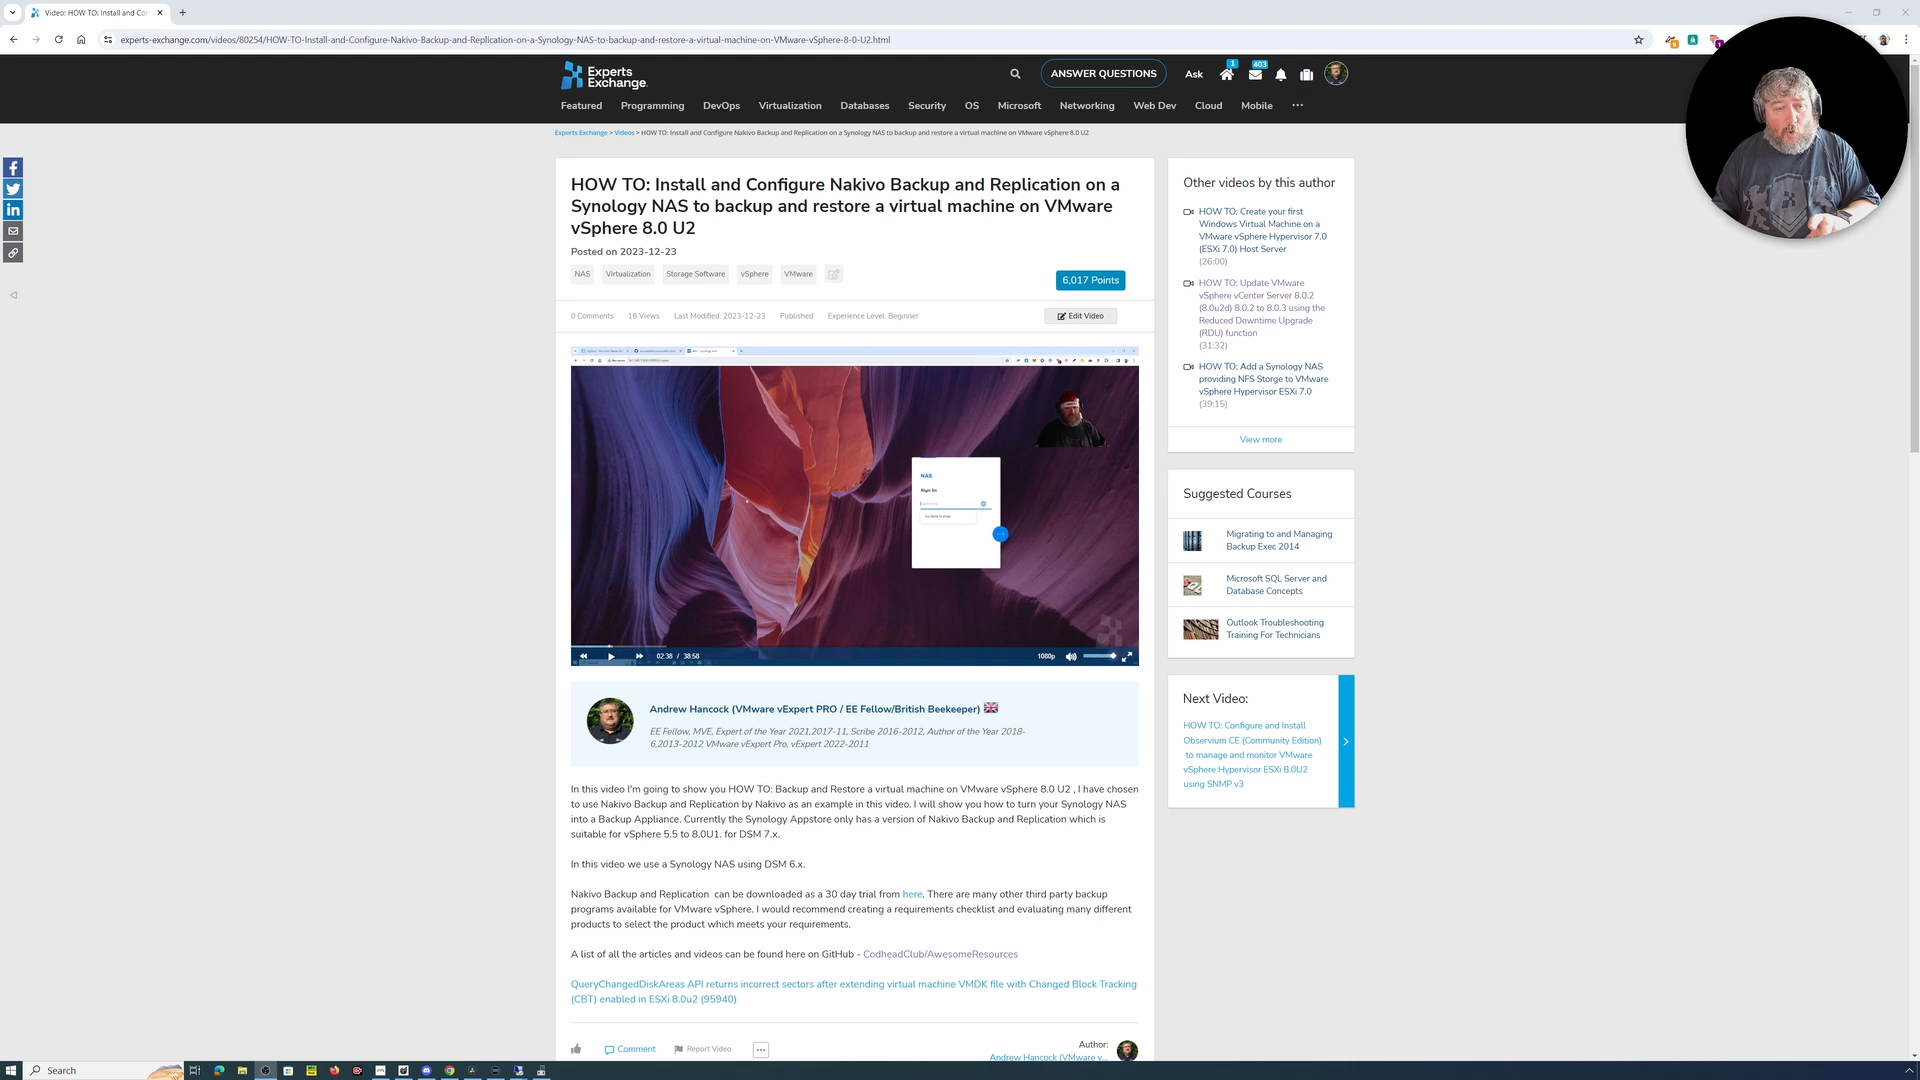 Video: HOW TO: Install and Co
experts-exchange.com/videos/80254/HOW-TO-Install-and-Configure-Nakivo-Backup-and-Replication-on-a-Synology-NAS-to-backup-and-restore-a-virtual-machine-on-VMware-vSphere-8-0-U2.html
Experts
Exchange
ANSWER QUESTIONS
Ask
1
403
Featured
Programming
DevOps
Virtualization
Databases
Security
OS
Microsoft
Networking
Web Dev
Cloud
Mobile
Experts Exchange > Videos > HOW TO: Install and Configure Nakivo Backup and Replication on a Synology NAS to backup and restore a virtual machine on VMware vSphere 8.0 U2
HOW TO: Install and Configure Nakivo Backup and Replication on a
Synology NAS to backup and restore a virtual machine on VMware
vSphere 8.0 U2
Posted on 2023-12-23
NAS
Virtualization
Storage Software
vSphere
VMware
6,017 Points
0 Comments
18 Views
Last Modified: 2023-12-23
Published
Experience Level: Beginner
Edit Video
NAS
Sign In
02:38 / 38:58
1080p
Andrew Hancock (VMware vExpert PRO / EE Fellow/British Beekeeper)
EE Fellow, MVE, Expert of the Year 2021,2017-11, Scribe 2016-2012, Author of the Year 2018-
6,2013-2012 VMware vExpert Pro, vExpert 2022-2011
In this video I'm going to show you HOW TO: Backup and Restore a virtual machine on VMware vSphere 8.0 U2 , I have chosen
to use Nakivo Backup and Replication by Nakivo as an example in this video. I will show you how to turn your Synology NAS
into a Backup Appliance. Currently the Synology Appstore only has a version of Nakivo Backup and Replication which is
suitable for vSphere 5.5 to 8.0U1. for DSM 7.x.
In this video we use a Synology NAS using DSM 6.x.
Nakivo Backup and Replication can be downloaded as a 30 day trial from here. There are many other third party backup
programs available for VMware vSphere. I would recommend creating a requirements checklist and evaluating many different
products to select the product which meets your requirements.
A list of all the articles and videos can be found here on GitHub - CodheadClub/AwesomeResources
QueryChangedDiskAreas API returns incorrect sectors after extending virtual machine VMDK file with Changed Block Tracking
(CBT) enabled in ESXi 8.0u2 (95940)
Comment
Report Video
Author:
Andrew Hancock (VMware v...
Other videos by this author
HOW TO: Create your first
Windows Virtual Machine on a
VMware vSphere Hypervisor 7.0
(ESXi 7.0) Host Server
(26:00)
HOW TO: Update VMware
vSphere vCenter Server 8.0.2
(8.0u2d) 8.0.2 to 8.0.3 using the
Reduced Downtime Upgrade
(RDU) function
(31:32)
HOW TO: Add a Synology NAS
providing NFS Storge to VMware
vSphere Hypervisor ESXi 7.0
(39:15)
View more
Suggested Courses
Migrating to and Managing
Backup Exec 2014
Microsoft SQL Server and
Database Concepts
Outlook Troubleshooting
Training For Technicians
Next Video:
HOW TO: Configure and Install
Observium CE (Community Edition)
to manage and monitor VMware
vSphere Hypervisor ESXi 8.0U2
using SNMP v3
Search